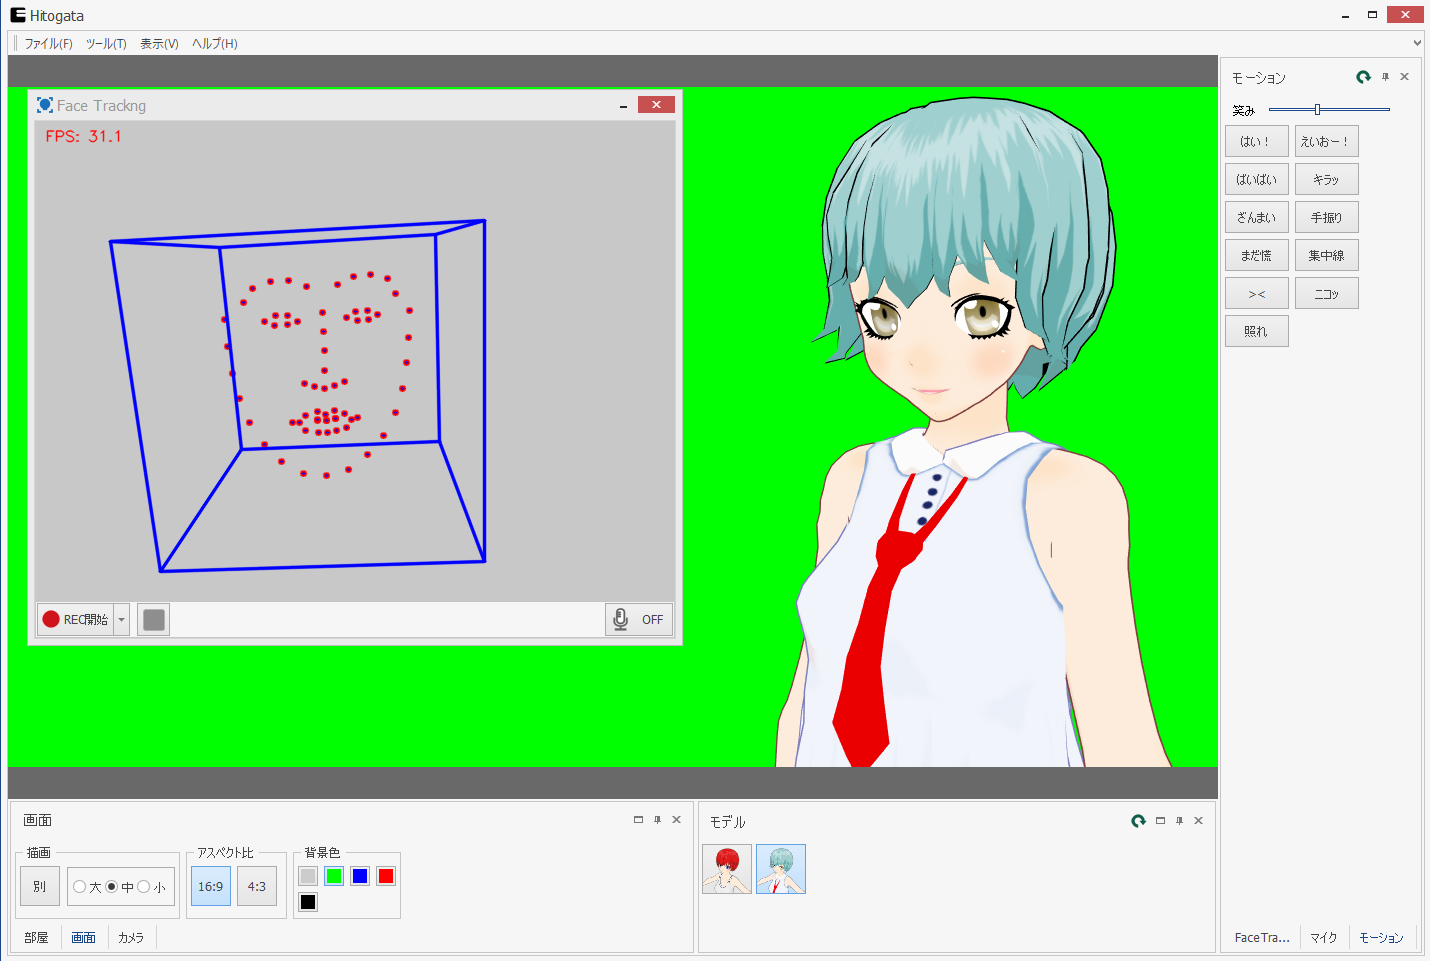 Hitogata
ファイル(F) ツール(T) 表示(V) ヘルプ(H)
Face Trackng
FPS: 31.1
REC開始
OFF
モーション
笑み
はい！ えいおー！
ばいばい キラッ
ざんまい 手振り
まだ慌 集中線
>< ニコッ
照れ
画面
描画
別 大 中 小
アスペクト比
16:9 4:3
背景色
部屋 画面 カメラ
モデル
FaceTra... マイク モーション